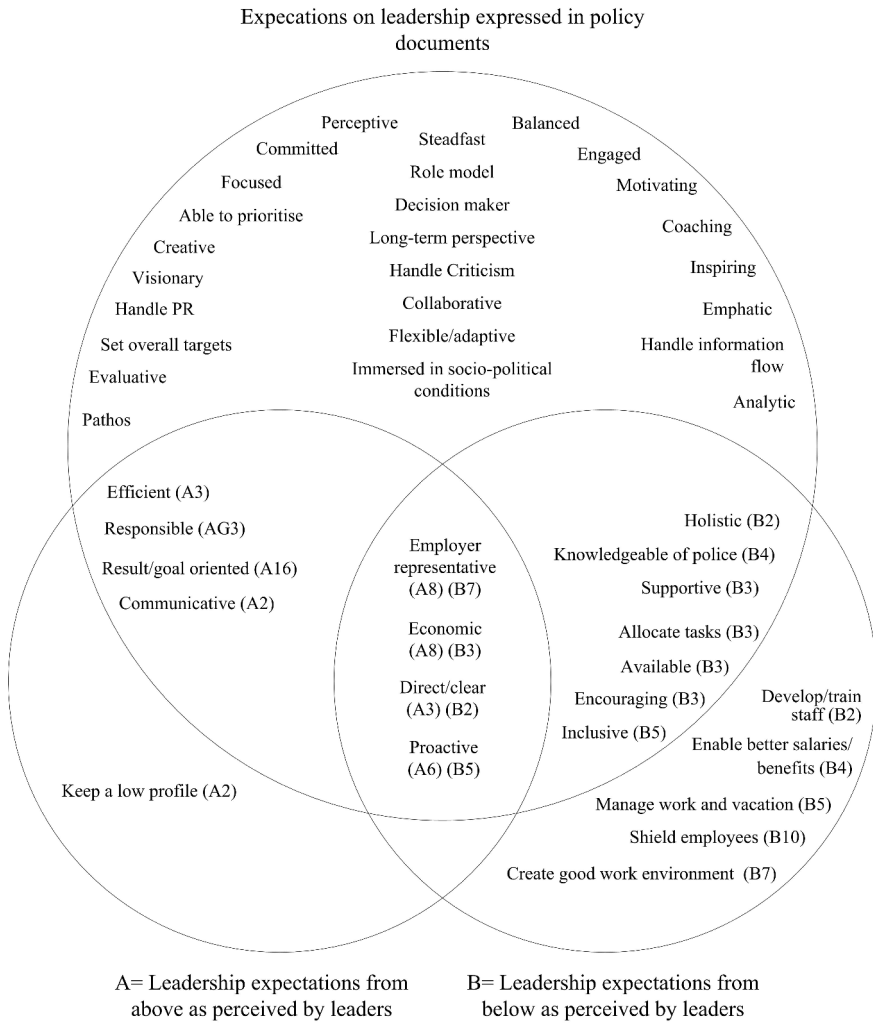 Expecations on leadership expressed in policy
documents
Perceptive
Committed
Focused
Able to prioritise
Creative
Visionary
Handle PR
Set overall targets
Evaluative
Pathos
Steadfast
Role model
Decision maker
Long-term perspective
Handle Criticism
Collaborative
Flexible/adaptive
Immersed in socio-political
conditions
Balanced
Engaged
Motivating
Coaching
Inspiring
Emphatic
Handle information
flow
Analytic
Efficient (A3)
Responsible (AG3)
Result/goal oriented (A16)
Communicative (A2)
Employer
representative
(A8) (B7)
Economic
(A8) (B3)
Direct/clear
(A3) (B2)
Proactive
(A6) (B5)
Holistic (B2)
Knowledgeable of police (B4)
Supportive (B3)
Allocate tasks (B3)
Available (B3)
Encouraging (B3)
Inclusive (B5)
Develop/train
staff (B2)
Enable better salaries/
benefits (B4)
Manage work and vacation (B5)
Shield employees (B10)
Create good work environment (B7)
Keep a low profile (A2)
A= Leadership expectations from
above as perceived by leaders
B= Leadership expectations from
below as perceived by leaders